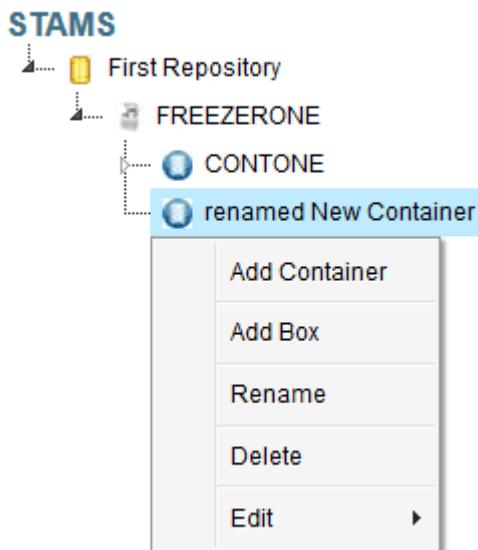 STAMS
First Repository
FREEZERONE
CONTONE
renamed New Container
Add Container
Add Box
Rename
Delete
Edit